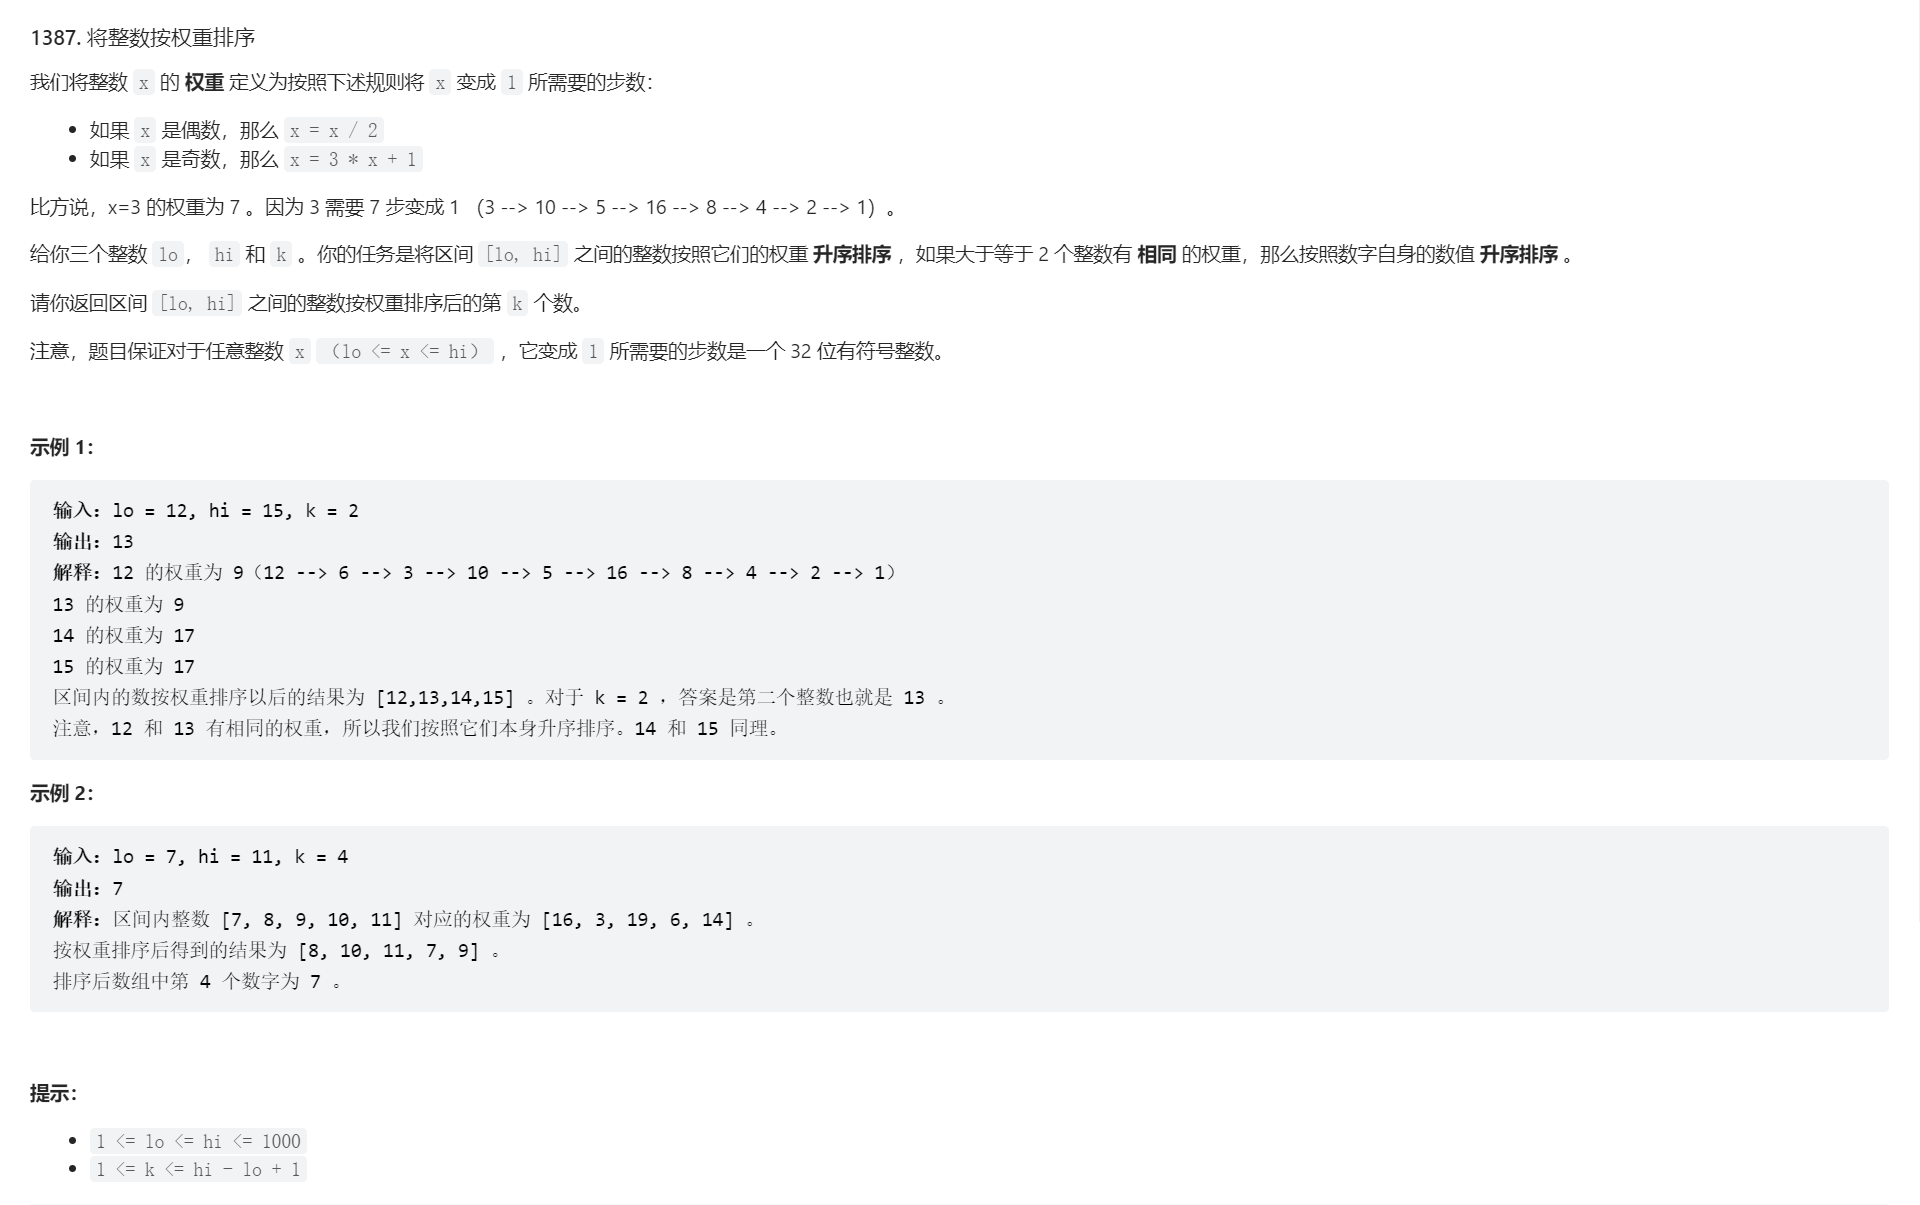 1387. 将整数按权重排序
我们将整数 x 的 权重 定义为按照下述规则将 x 变成 1 所需要的步数：
如果 x 是偶数，那么 x = x / 2
如果 x 是奇数，那么 x = 3 * x + 1
比方说，x=3 的权重为 7 。因为 3 需要 7 步变成 1 （3 --> 10 --> 5 --> 16 --> 8 --> 4 --> 2 --> 1）。
给你三个整数 lo， hi 和 k 。你的任务是将区间 [lo, hi] 之间的整数按照它们的权重 升序排序 ，如果大于等于 2 个整数有 相同 的权重，那么按照数字自身的数值 升序排序 。
请你返回区间 [lo, hi] 之间的整数按权重排序后的第 k 个数。
注意，题目保证对于任意整数 x （lo <= x <= hi） ，它变成 1 所需要的步数是一个 32 位有符号整数。
示例 1：
输入：lo = 12, hi = 15, k = 2
输出：13
解释：12 的权重为 9（12 --> 6 --> 3 --> 10 --> 5 --> 16 --> 8 --> 4 --> 2 --> 1）
13 的权重为 9
14 的权重为 17
15 的权重为 17
区间内的数按权重排序以后的结果为 [12,13,14,15] 。对于 k = 2 ，答案是第二个整数也就是 13 。
注意，12 和 13 有相同的权重，所以我们按照它们本身升序排序。14 和 15 同理。
示例 2：
输入：lo = 7, hi = 11, k = 4
输出：7
解释：区间内整数 [7, 8, 9, 10, 11] 对应的权重为 [16, 3, 19, 6, 14] 。
按权重排序后得到的结果为 [8, 10, 11, 7, 9] 。
排序后数组中第 4 个数字为 7 。
提示：
1 <= lo <= hi <= 1000
1 <= k <= hi - lo + 1